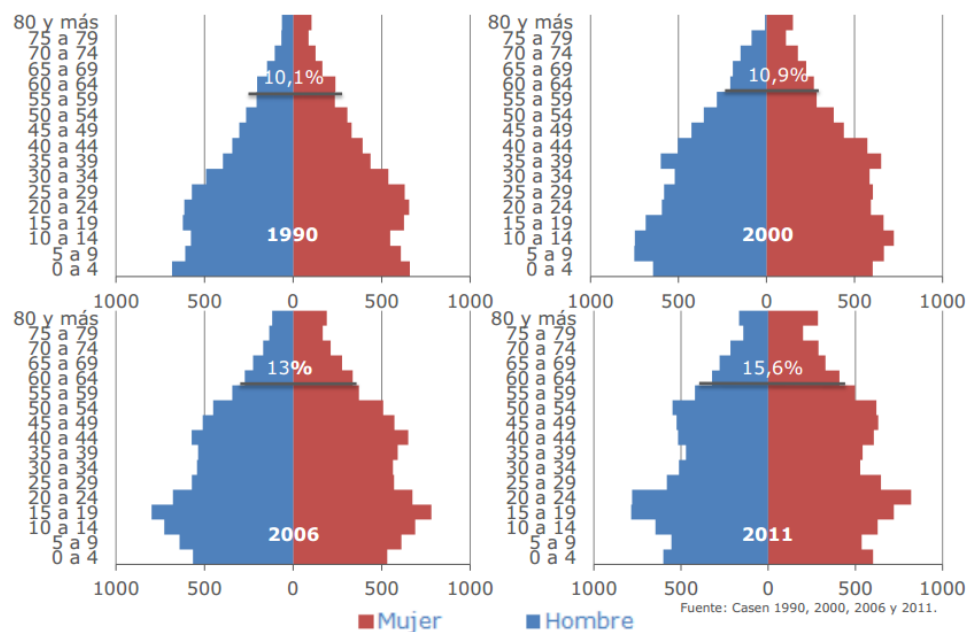 80 y más
75 a 79
70 a 74
65 a 69
60 a 64
55 a 59
50 a 54
45 a 49
40 a 44
35 a 39
30 a 34
25 a 29
20 a 24
15 a 19
10 a 14
5 a 9
0 a 4
10,1%
1990
1000 500 0 500 1000
80 y más
75 a 79
70 a 74
65 a 69
60 a 64
55 a 59
50 a 54
45 a 49
40 a 44
35 a 39
30 a 34
25 a 29
20 a 24
15 a 19
10 a 14
5 a 9
0 a 4
10,9%
2000
1000 500 0 500 1000
80 y más
75 a 79
70 a 74
65 a 69
60 a 64
55 a 59
50 a 54
45 a 49
40 a 44
35 a 39
30 a 34
25 a 29
20 a 24
15 a 19
10 a 14
5 a 9
0 a 4
13%
2006
1000 500 0 500 1000
80 y más
75 a 79
70 a 74
65 a 69
60 a 64
55 a 59
50 a 54
45 a 49
40 a 44
35 a 39
30 a 34
25 a 29
20 a 24
15 a 19
10 a 14
5 a 9
0 a 4
15,6%
2011
1000 500 0 500 1000
Fuente: Casen 1990, 2000, 2006 y 2011.
Mujer Hombre